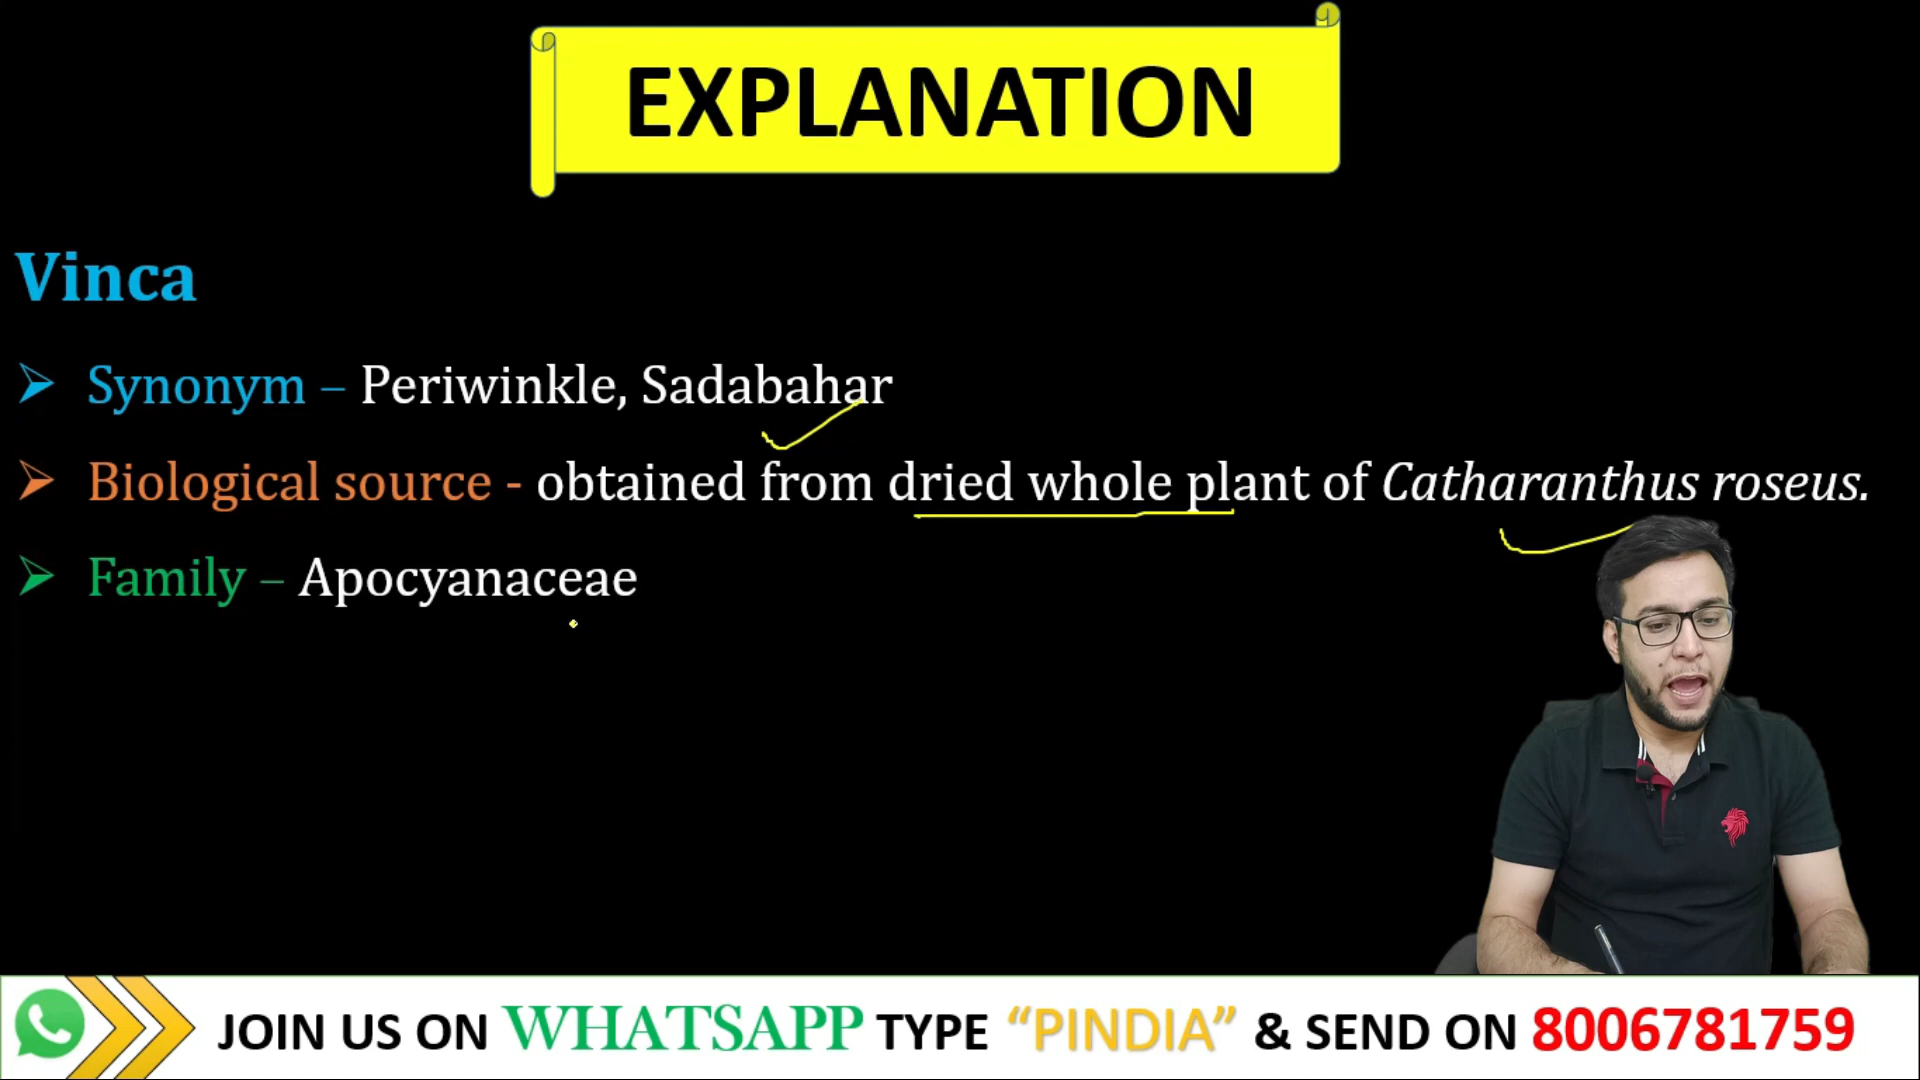 EXPLANATION
Vinca
Synonym – Periwinkle, Sadabahar
Biological source - obtained from dried whole plant of Catharanthus roseus.
Family – Apocyanaceae
JOIN US ON WHATSAPP TYPE “PINDIA” & SEND ON 8006781759